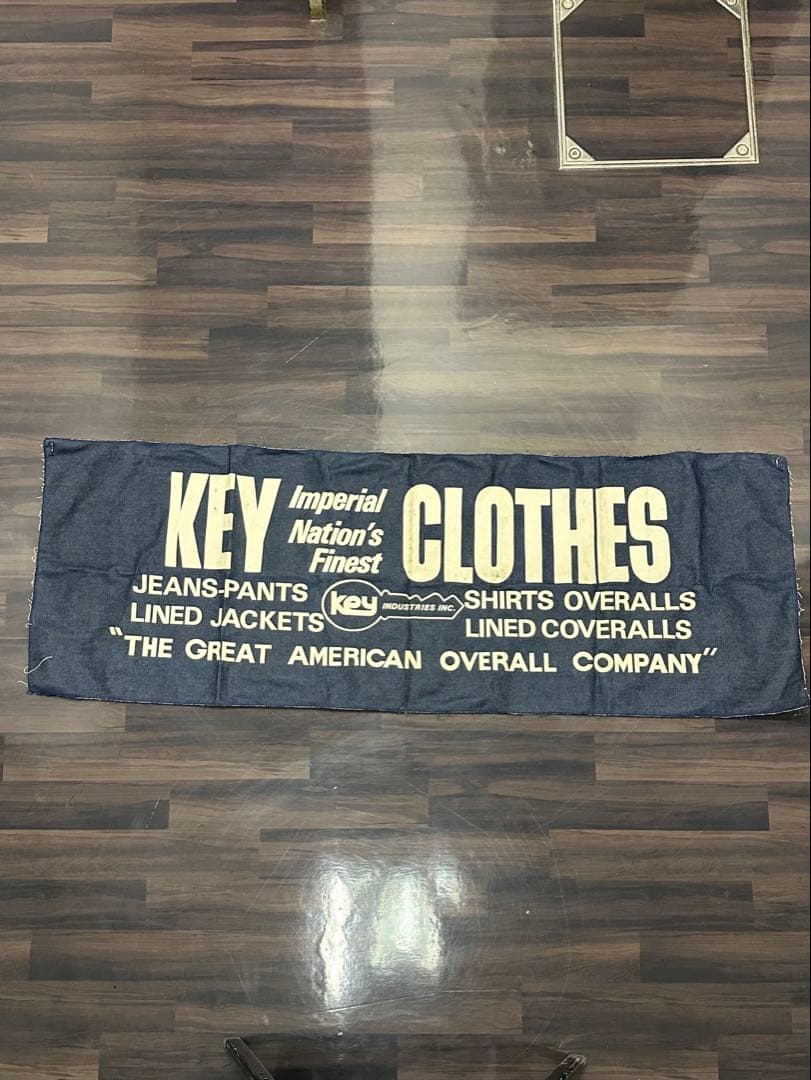 KEY Imperial Nation's Finest CLOTHES
JEANS-PANTS
LINED JACKETS
Key INDUSTRIES INC.
SHIRTS OVERALLS
LINED COVERALLS
"THE GREAT AMERICAN OVERALL COMPANY"